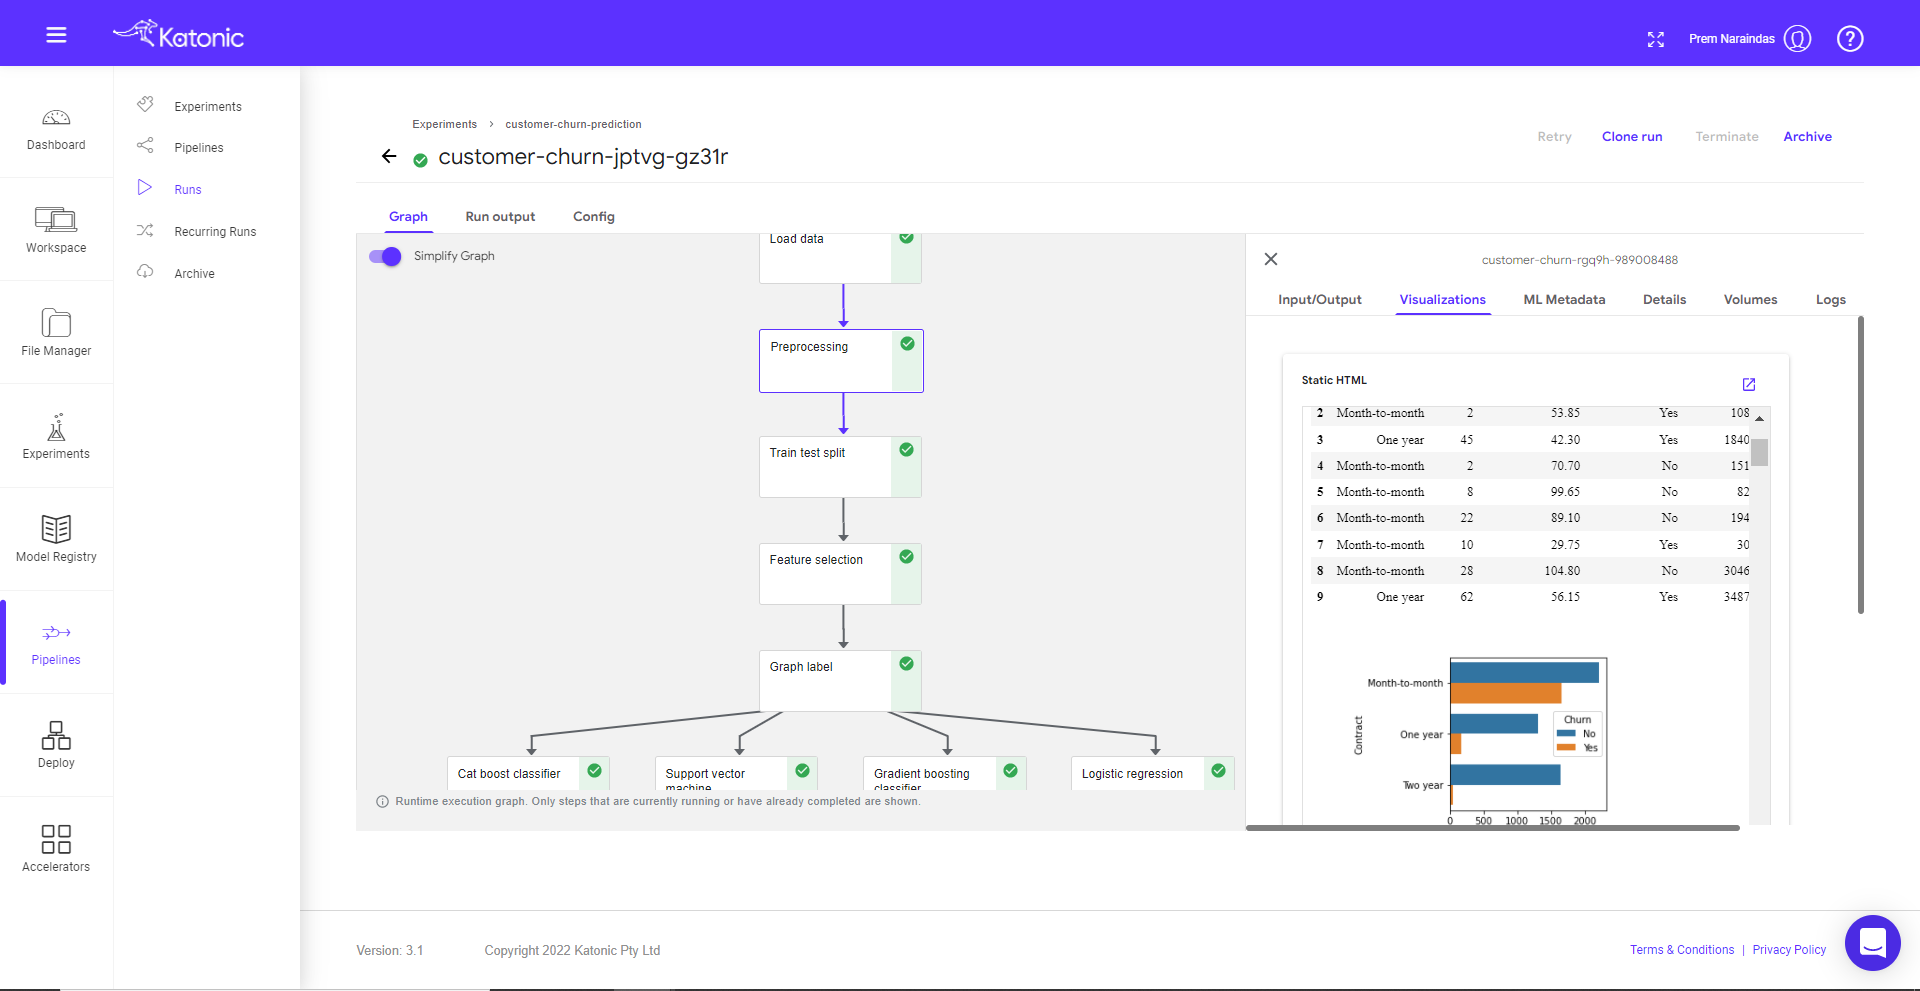 Katonic
Prem Naraindas
Dashboard
Workspace
File Manager
Experiments
Model Registry
Pipelines
Deploy
Accelerators
Experiments
Pipelines
Runs
Recurring Runs
Archive
Experiments > customer-churn-prediction
customer-churn-jptvg-gz31r
Retry Clone run Terminate Archive
Graph Run output Config
Simplify Graph
Load data
Preprocessing
Train test split
Feature selection
Graph label
Cat boost classifier
Support vector
machine
Gradient boosting
classifier
Logistic regression
Runtime execution graph. Only steps that are currently running or have already completed are shown.
customer-churn-rgq9h-989008488
Input/Output Visualizations ML Metadata Details Volumes Logs
Static HTML
2 Month-to-month 2 53.85 Yes 108
3 One year 45 42.30 Yes 1840
4 Month-to-month 2 70.70 No 151
5 Month-to-month 8 99.65 No 82
6 Month-to-month 22 89.10 No 194
7 Month-to-month 10 29.75 Yes 30
8 Month-to-month 28 104.80 No 3046
9 One year 62 56.15 Yes 3487
Contract
Month-to-month
One year
Two year
Churn
No
Yes
0 500 1000 1500 2000
Version: 3.1 Copyright 2022 Katonic Pty Ltd
Terms & Conditions | Privacy Policy